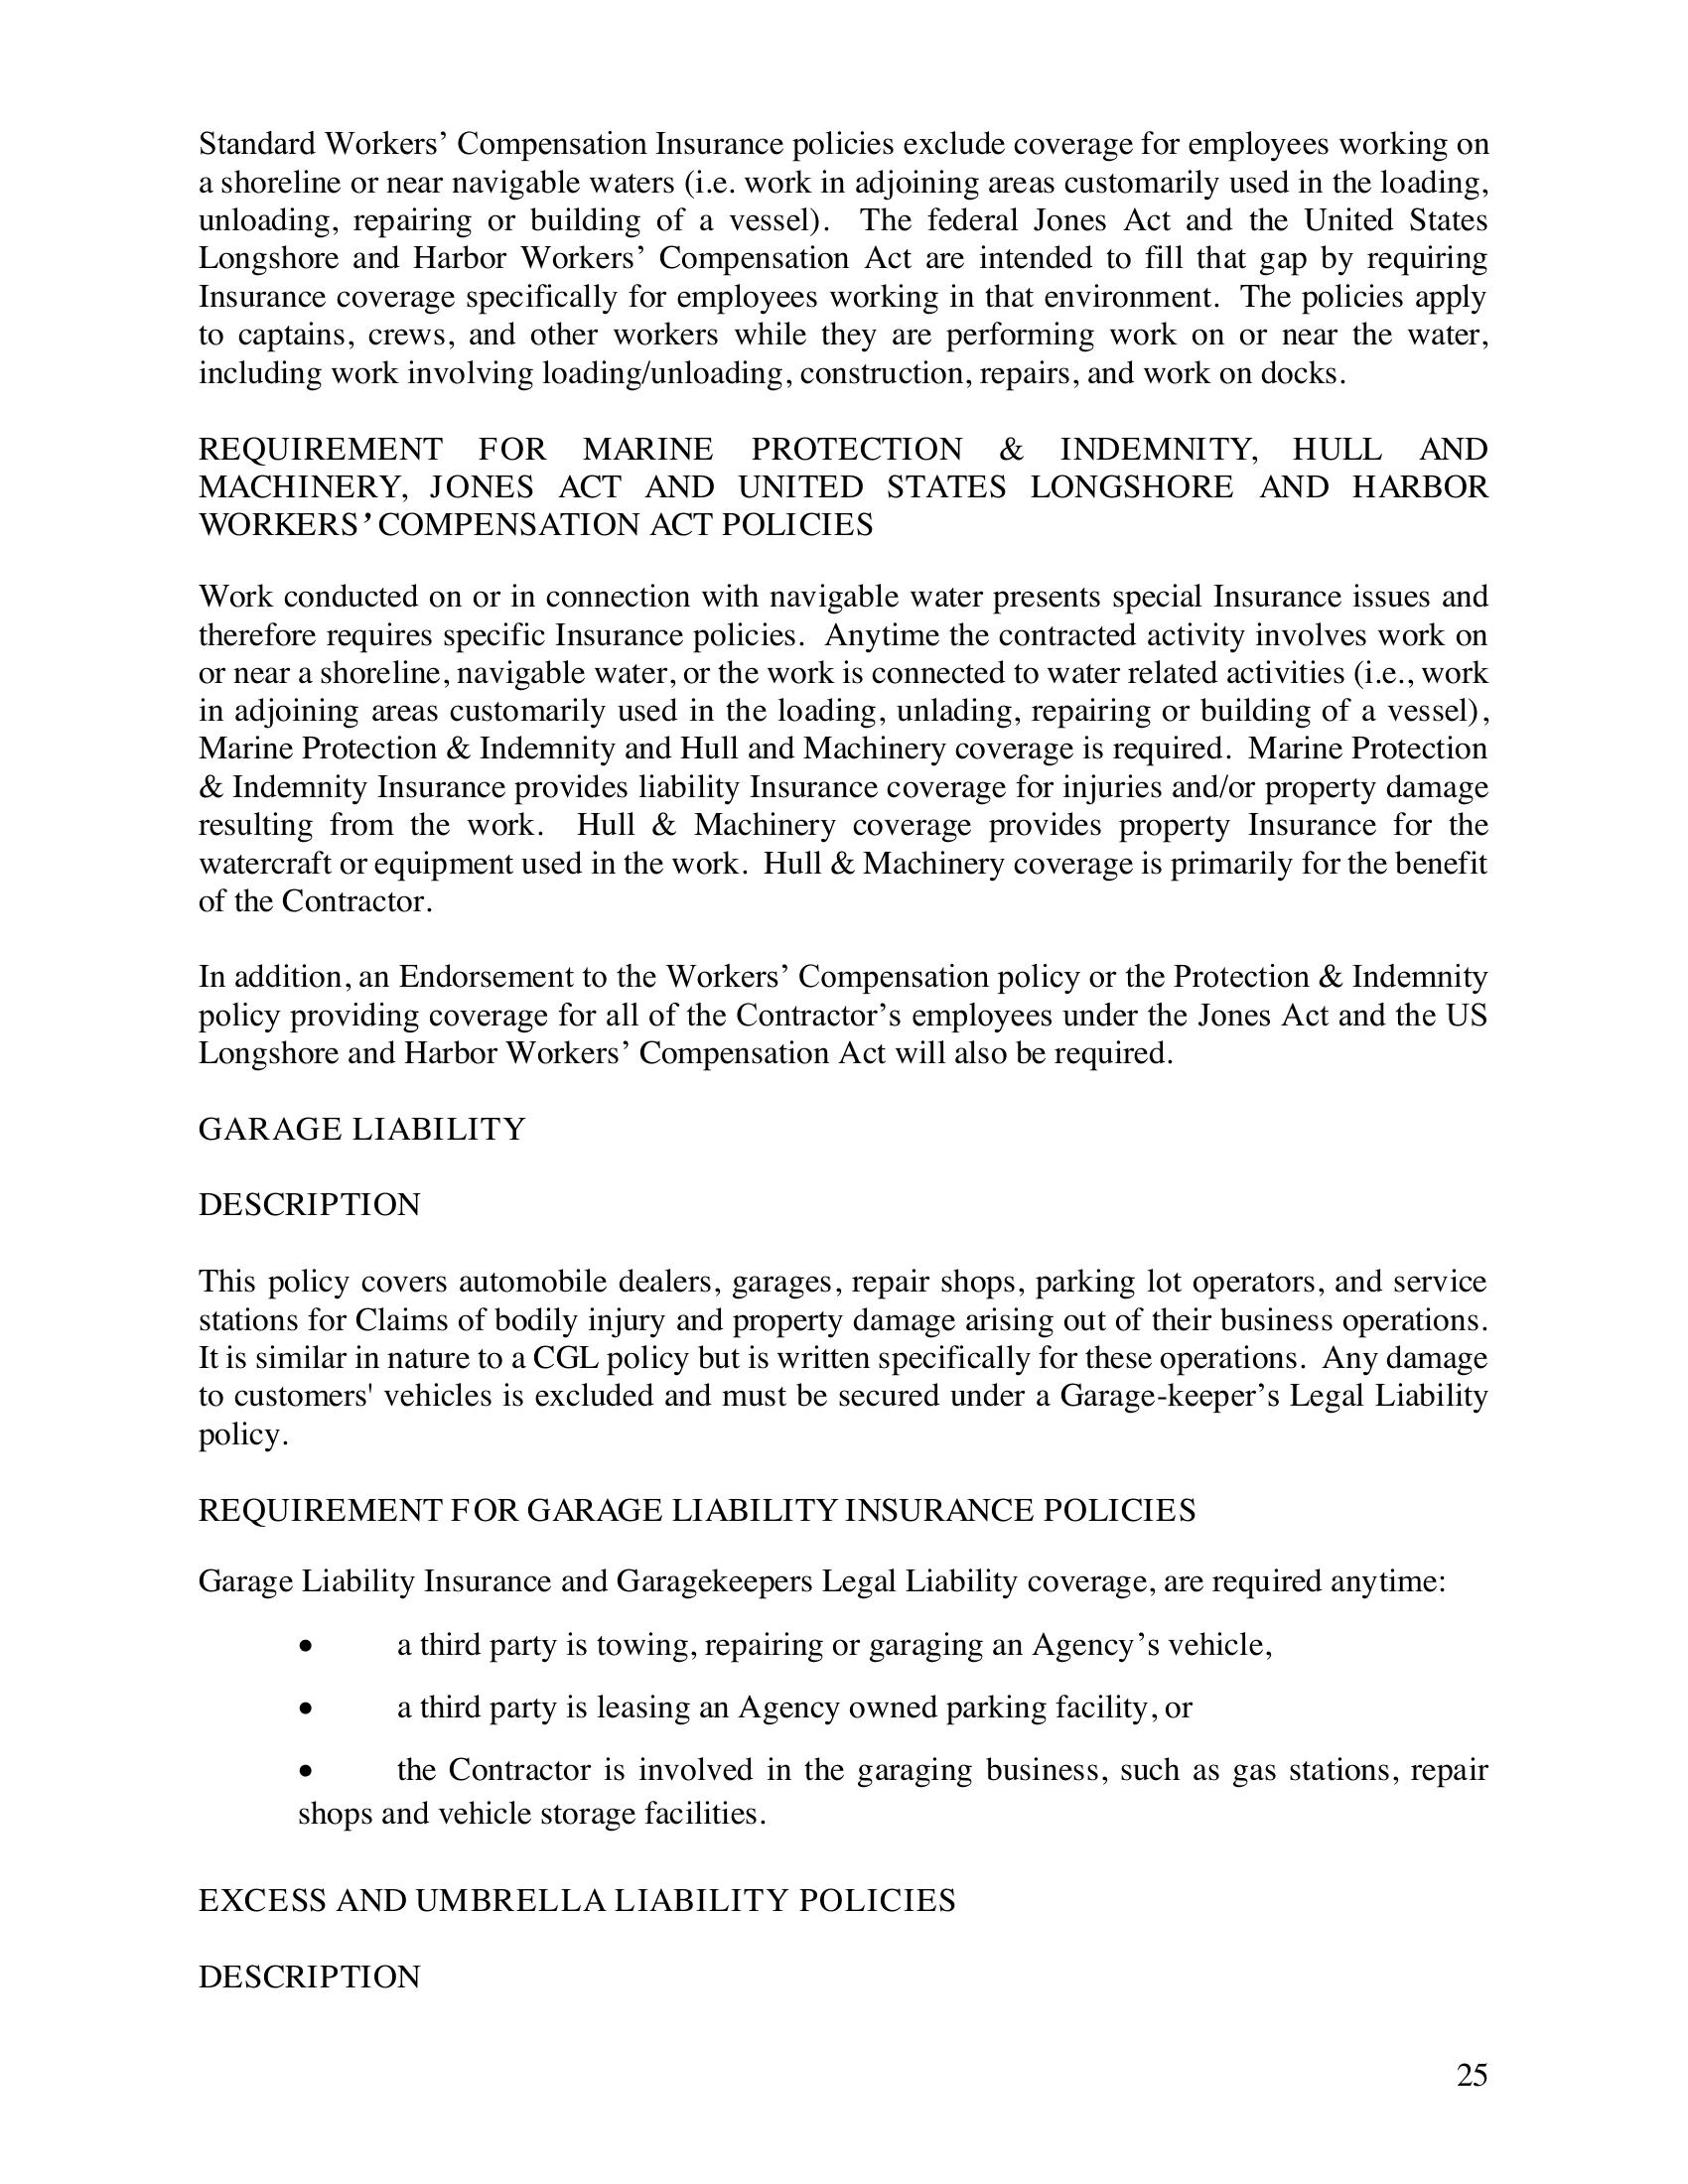 Standard Workers’ Compensation Insurance policies exclude coverage for employees working on
a shoreline or near navigable waters (i.e. work in adjoining areas customarily used in the loading,
unloading, repairing or building of a vessel).  The federal Jones Act and the United States
Longshore and Harbor Workers’ Compensation Act are intended to fill that gap by requiring
Insurance coverage specifically for employees working in that environment.  The policies apply
to captains, crews, and other workers while they are performing work on or near the water,
including work involving loading/unloading, construction, repairs, and work on docks.
REQUIREMENT FOR MARINE PROTECTION & INDEMNITY, HULL AND
MACHINERY, JONES ACT AND UNITED STATES LONGSHORE AND HARBOR
WORKERS’ COMPENSATION ACT POLICIES
Work conducted on or in connection with navigable water presents special Insurance issues and
therefore requires specific Insurance policies.  Anytime the contracted activity involves work on
or near a shoreline, navigable water, or the work is connected to water related activities (i.e., work
in adjoining areas customarily used in the loading, unlading, repairing or building of a vessel),
Marine Protection & Indemnity and Hull and Machinery coverage is required.  Marine Protection
& Indemnity Insurance provides liability Insurance coverage for injuries and/or property damage
resulting from the work.  Hull & Machinery coverage provides property Insurance for the
watercraft or equipment used in the work.  Hull & Machinery coverage is primarily for the benefit
of the Contractor.
In addition, an Endorsement to the Workers’ Compensation policy or the Protection & Indemnity
policy providing coverage for all of the Contractor’s employees under the Jones Act and the US
Longshore and Harbor Workers’ Compensation Act will also be required.
GARAGE LIABILITY
DESCRIPTION
This policy covers automobile dealers, garages, repair shops, parking lot operators, and service
stations for Claims of bodily injury and property damage arising out of their business operations.
It is similar in nature to a CGL policy but is written specifically for these operations.  Any damage
to customers' vehicles is excluded and must be secured under a Garage-keeper’s Legal Liability
policy.
REQUIREMENT FOR GARAGE LIABILITY INSURANCE POLICIES
Garage Liability Insurance and Garagekeepers Legal Liability coverage, are required anytime:
• a third party is towing, repairing or garaging an Agency’s vehicle,
• a third party is leasing an Agency owned parking facility, or
• the Contractor is involved in the garaging business, such as gas stations, repair
shops and vehicle storage facilities.
EXCESS AND UMBRELLA LIABILITY POLICIES
DESCRIPTION
25